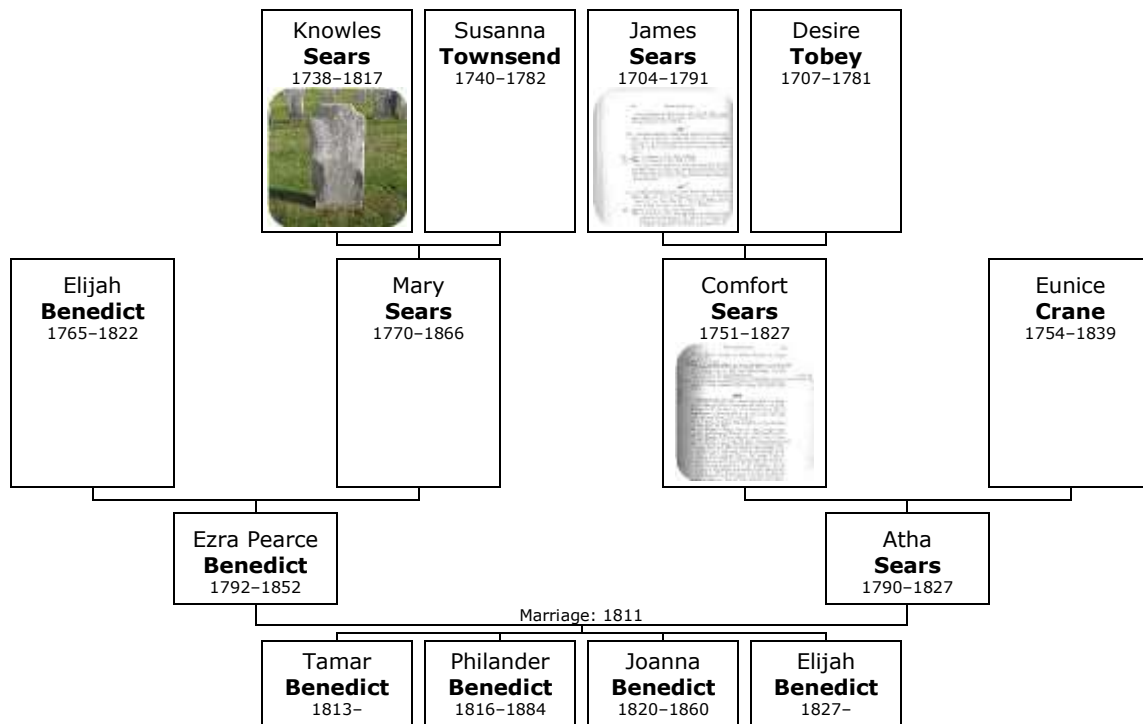 Knowles
Sears
1738–1817
Susanna
Townsend
1740–1782
James
Sears
1704–1791
Desire
Tobey
1707–1781
Elijah
Benedict
1765–1822
Mary
Sears
1770–1866
Comfort
Sears
1751–1827
Eunice
Crane
1754–1839
Ezra Pearce
Benedict
1792–1852
Atha
Sears
1790–1827
Marriage: 1811
Tamar
Benedict
1813–
Philander
Benedict
1816–1884
Joanna
Benedict
1820–1860
Elijah
Benedict
1827–